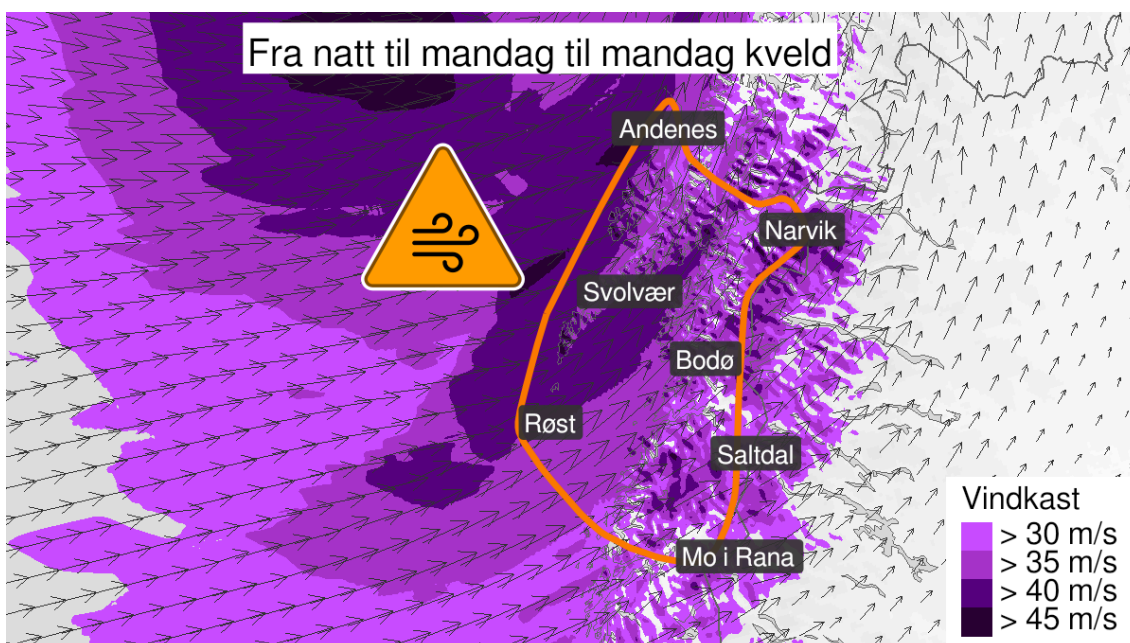 Fra natt til mandag til mandag kveld
Andenes
Narvik
Svolvær
Bodø
Røst
Saltdal
Mo i Rana
Vindkast
> 30 m/s
> 35 m/s
> 40 m/s
> 45 m/s